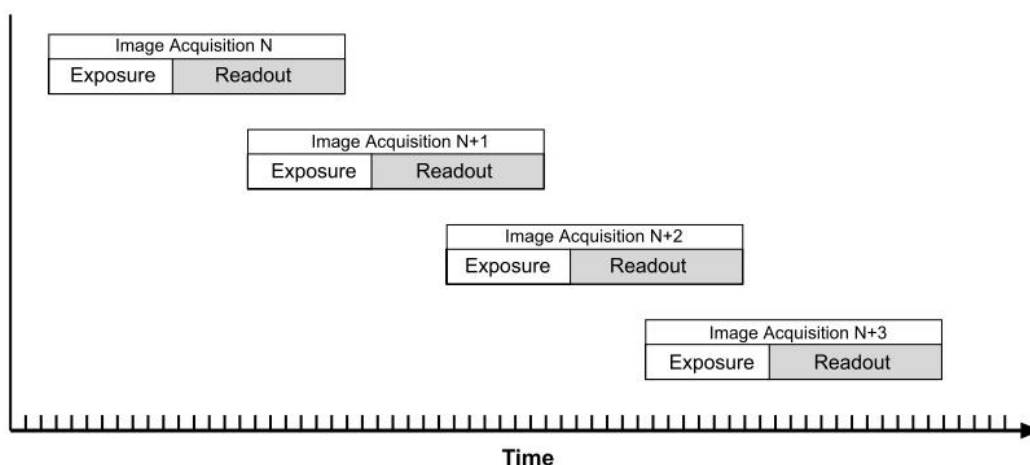 Image Acquisition N
Exposure Readout
Image Acquisition N+1
Exposure Readout
Image Acquisition N+2
Exposure Readout
Image Acquisition N+3
Exposure Readout
Time